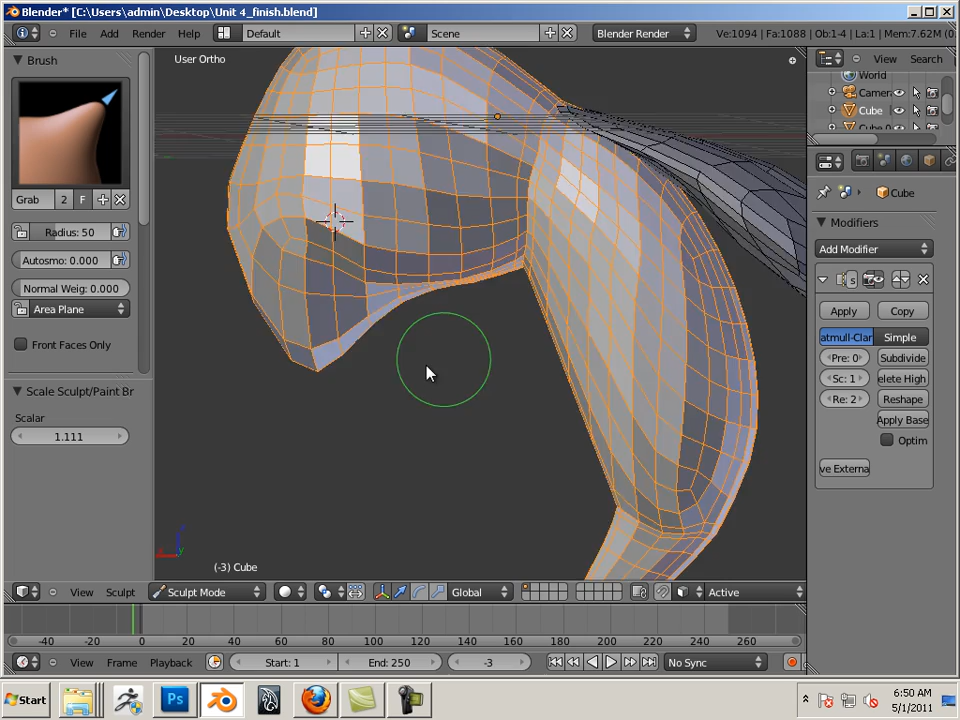 Blender* [C:\Users\admin\Desktop\Unit 4_finish.blend]
File Add Render Help Default Scene Blender Render Ve:1094 | Fa:1088 | Ob:1-4 | La:1 | Mem:7.62M (0
Brush
User Ortho
View Search
World
Camer
Cube
Grab 2 F
Cube
Radius: 50
Modifiers
Autosmo: 0.000
Add Modifier
Normal Weig: 0.000
s
Area Plane
Apply Copy
Front Faces Only
atmull-Clar Simple
Pre: 0 Subdivide
Scale Sculpt/Paint Br
Sc: 1 elete High
Scalar
Re: 2 Reshape
1.111
Apply Base
Optim
ve Externa
z
x y
(-3) Cube
View Sculpt Sculpt Mode Global Active
-40 -20 0 20 40 60 80 100 120 140 160 180 200 220 240 260
View Frame Playback Start: 1 End: 250 -3 No Sync
Start Ps 6:50 AM
5/1/2011